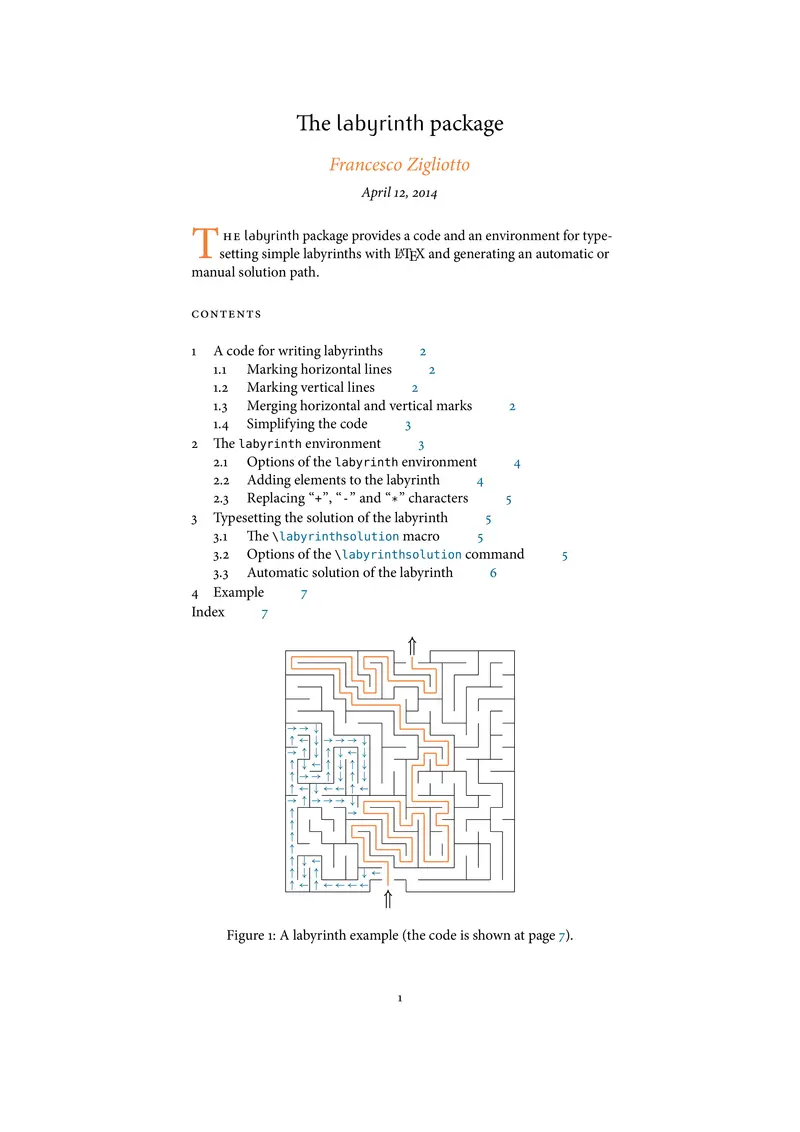 The labyrinth package
Francesco Zigliotto
April 12, 2014
THE labyrinth package provides a code and an environment for type-
setting simple labyrinths with LATEX and generating an automatic or
manual solution path.
CONTENTS
1 A code for writing labyrinths 2
1.1 Marking horizontal lines 2
1.2 Marking vertical lines 2
1.3 Merging horizontal and vertical marks 2
1.4 Simplifying the code 3
2 The labyrinth environment 3
2.1 Options of the labyrinth environment 4
2.2 Adding elements to the labyrinth 4
2.3 Replacing “+”, “-” and “*” characters 5
3 Typesetting the solution of the labyrinth 5
3.1 The \labyrinthsolution macro 5
3.2 Options of the \labyrinthsolution command 5
3.3 Automatic solution of the labyrinth 6
4 Example 7
Index 7
Figure 1: A labyrinth example (the code is shown at page 7).
1